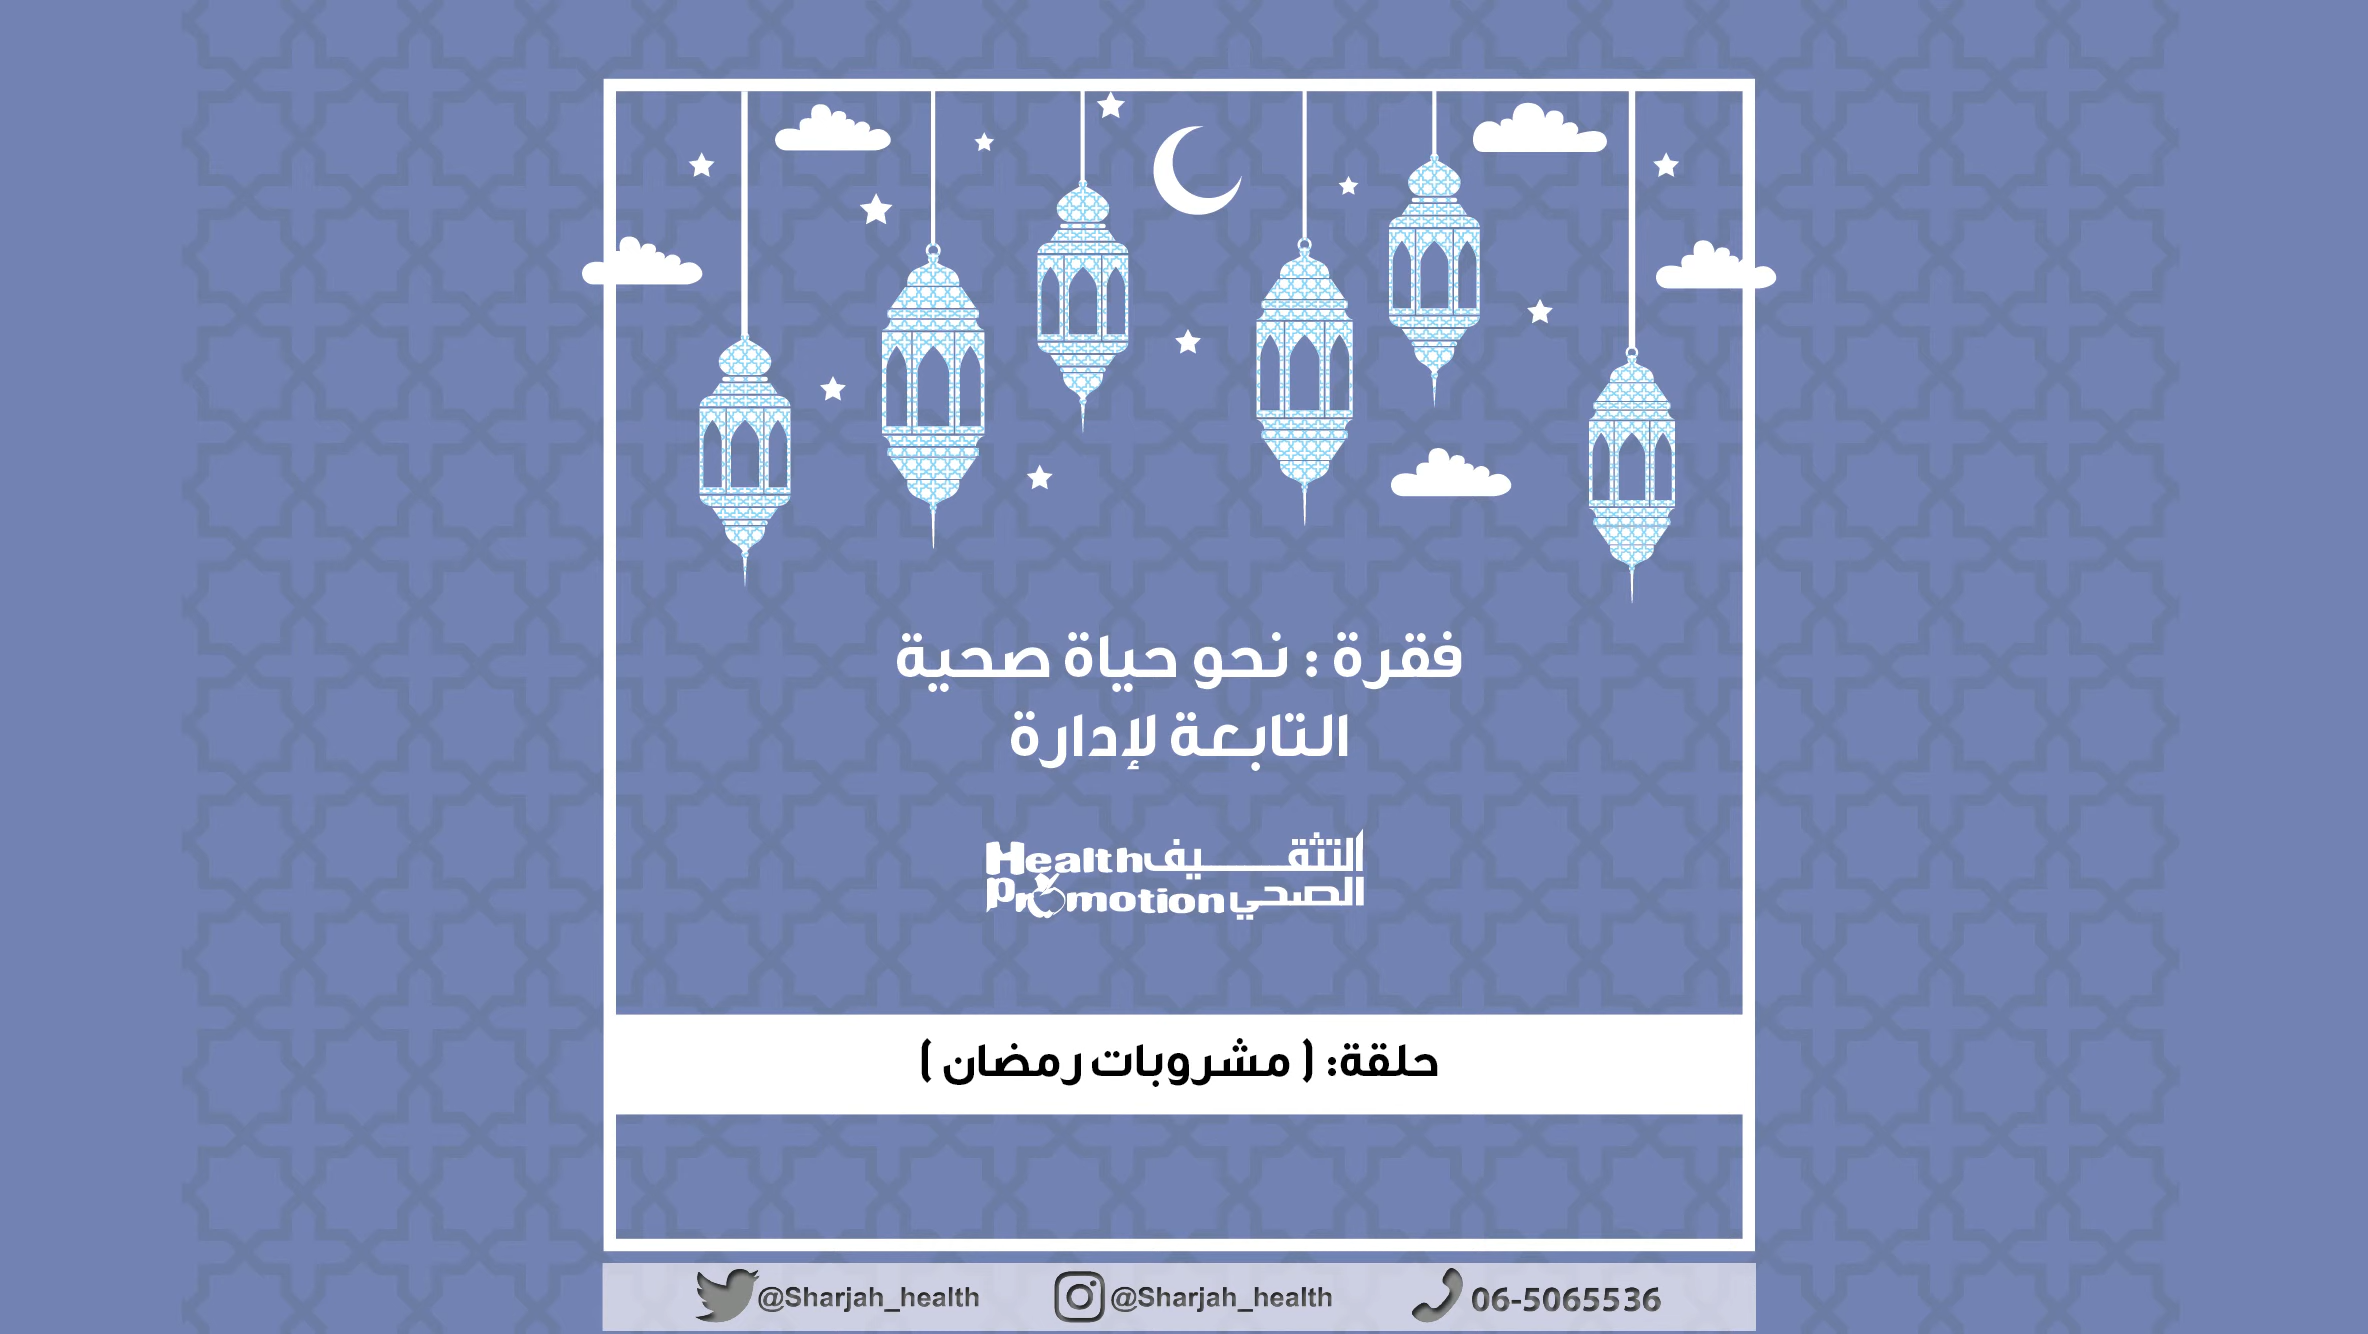 فقرة : نحو حياة صحية
التابعة لإدارة
Health التثقيف
Promotion الصحي
حلقة: ( مشروبات رمضان )
@Sharjah_health @Sharjah_health 06-5065536